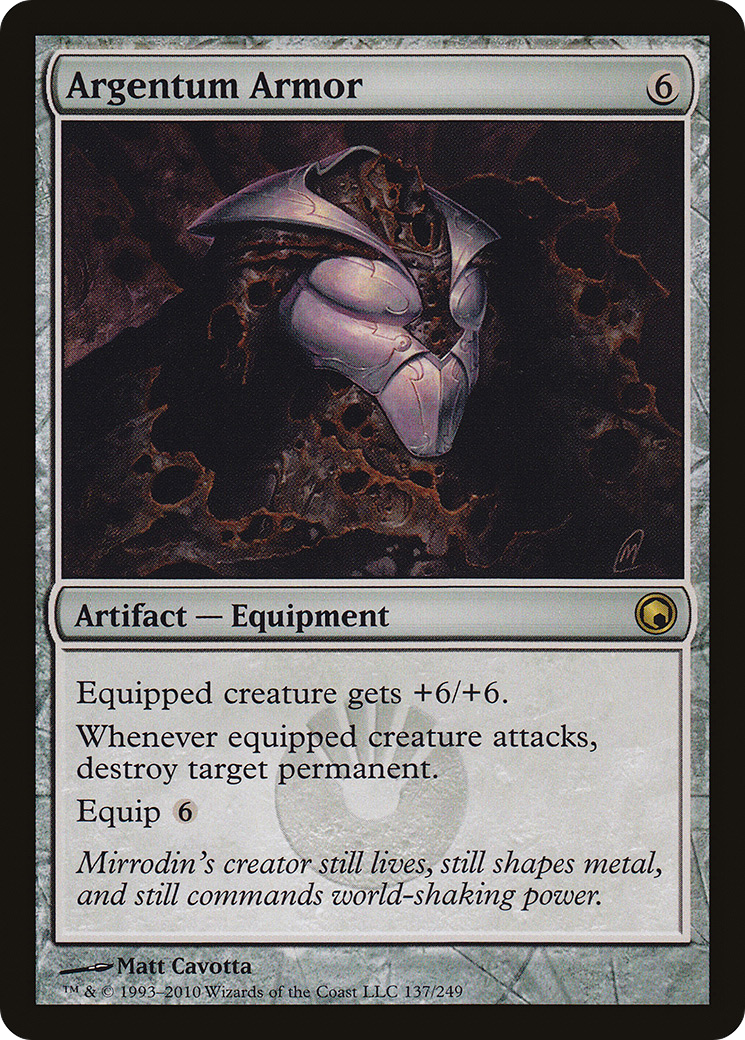 Argentum Armor 6
Artifact — Equipment
Equipped creature gets +6/+6.
Whenever equipped creature attacks,
destroy target permanent.
Equip 6
Mirrodin's creator still lives, still shapes metal,
and still commands world-shaking power.
Matt Cavotta
™ & © 1993–2010 Wizards of the Coast LLC 137/249